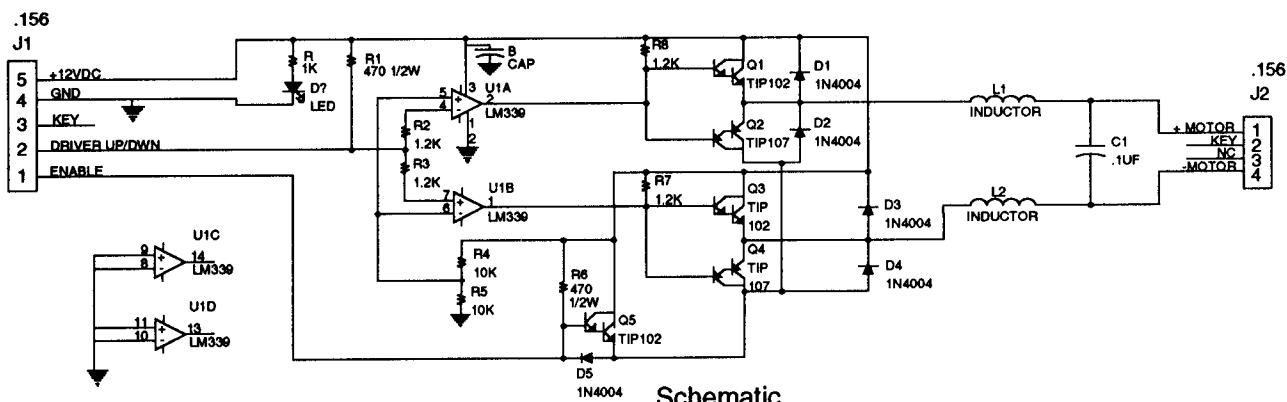 .156
J1
5 +12VDC
4 GND
3 KEY
2 DRIVER UP/DWN
1 ENABLE
R
1K
D?
LED
R1
470 1/2W
B
CAP
3
U1A
5
4
2
LM339
1
2
R2
1.2K
R3
1.2K
U1B
7
6
1
LM339
R8
1.2K
Q1
TIP102
D1
1N4004
Q2
TIP107
D2
1N4004
R7
1.2K
Q3
TIP
102
D3
1N4004
Q4
TIP
107
D4
1N4004
L1
INDUCTOR
L2
INDUCTOR
C1
.1UF
.156
J2
+ MOTOR 1
KEY 2
NC 3
-MOTOR 4
U1C
9
8
14
LM339
U1D
11
10
13
LM339
R4
10K
R5
10K
R6
470
1/2W
Q5
TIP102
D5
1N4004
Schematic